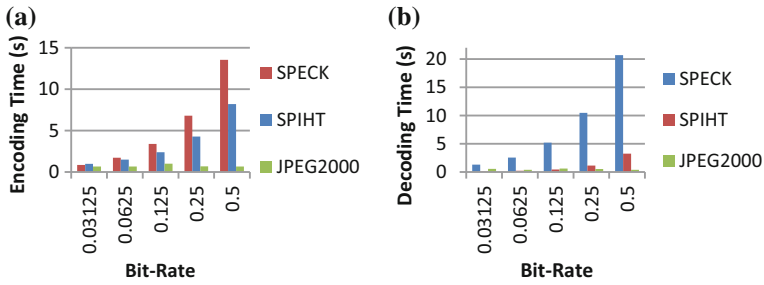 (a)
Encoding Time (s)
15
10
5
0
0.03125
0.0625
0.125
0.25
0.5
Bit-Rate
SPECK
SPIHT
JPEG2000
(b)
Decoding Time (s)
20
15
10
5
0
0.03125
0.0625
0.125
0.25
0.5
Bit-Rate
SPECK
SPIHT
JPEG2000